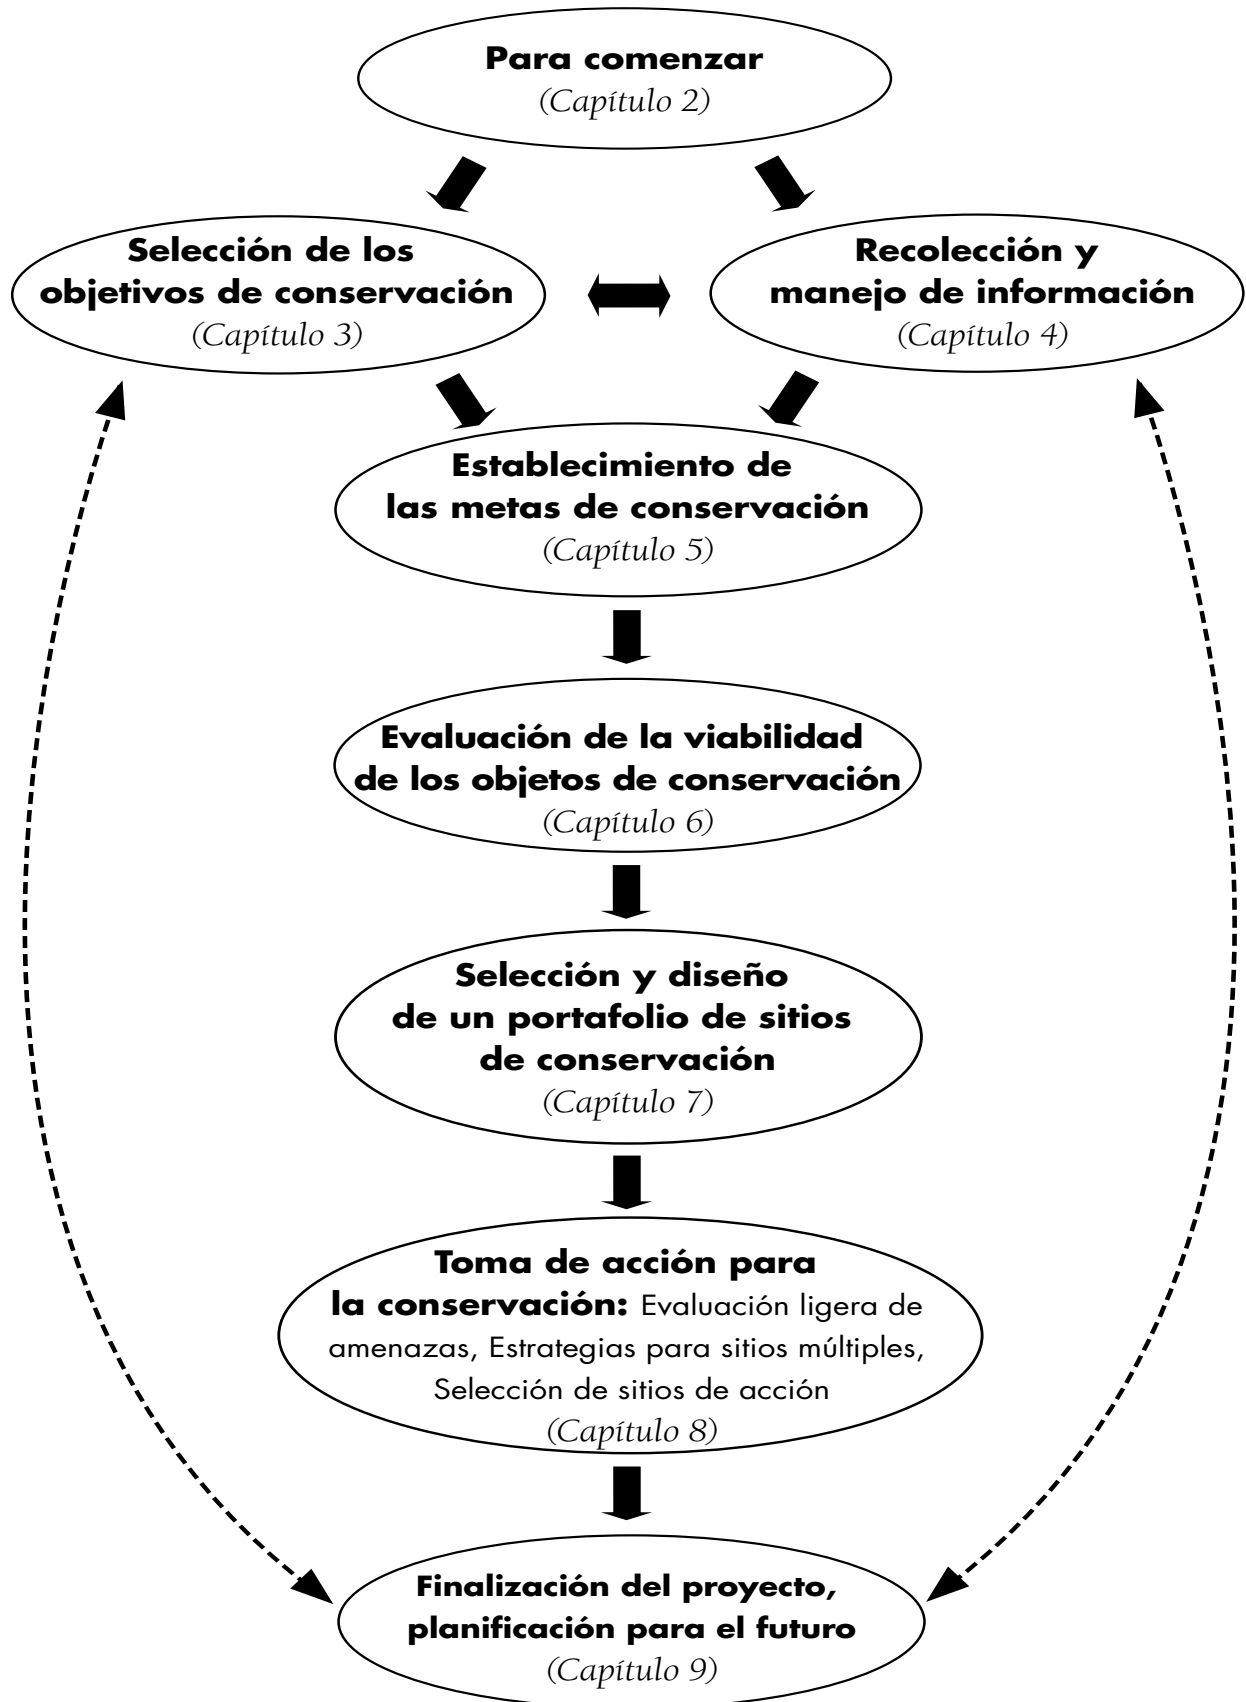 Para comenzar
(Capítulo 2)
Selección de los
objetivos de conservación
(Capítulo 3)
Recolección y
manejo de información
(Capítulo 4)
Establecimiento de
las metas de conservación
(Capítulo 5)
Evaluación de la viabilidad
de los objetos de conservación
(Capítulo 6)
Selección y diseño
de un portafolio de sitios
de conservación
(Capítulo 7)
Toma de acción para
la conservación: Evaluación ligera de
amenazas, Estrategias para sitios múltiples,
Selección de sitios de acción
(Capítulo 8)
Finalización del proyecto,
planificación para el futuro
(Capítulo 9)